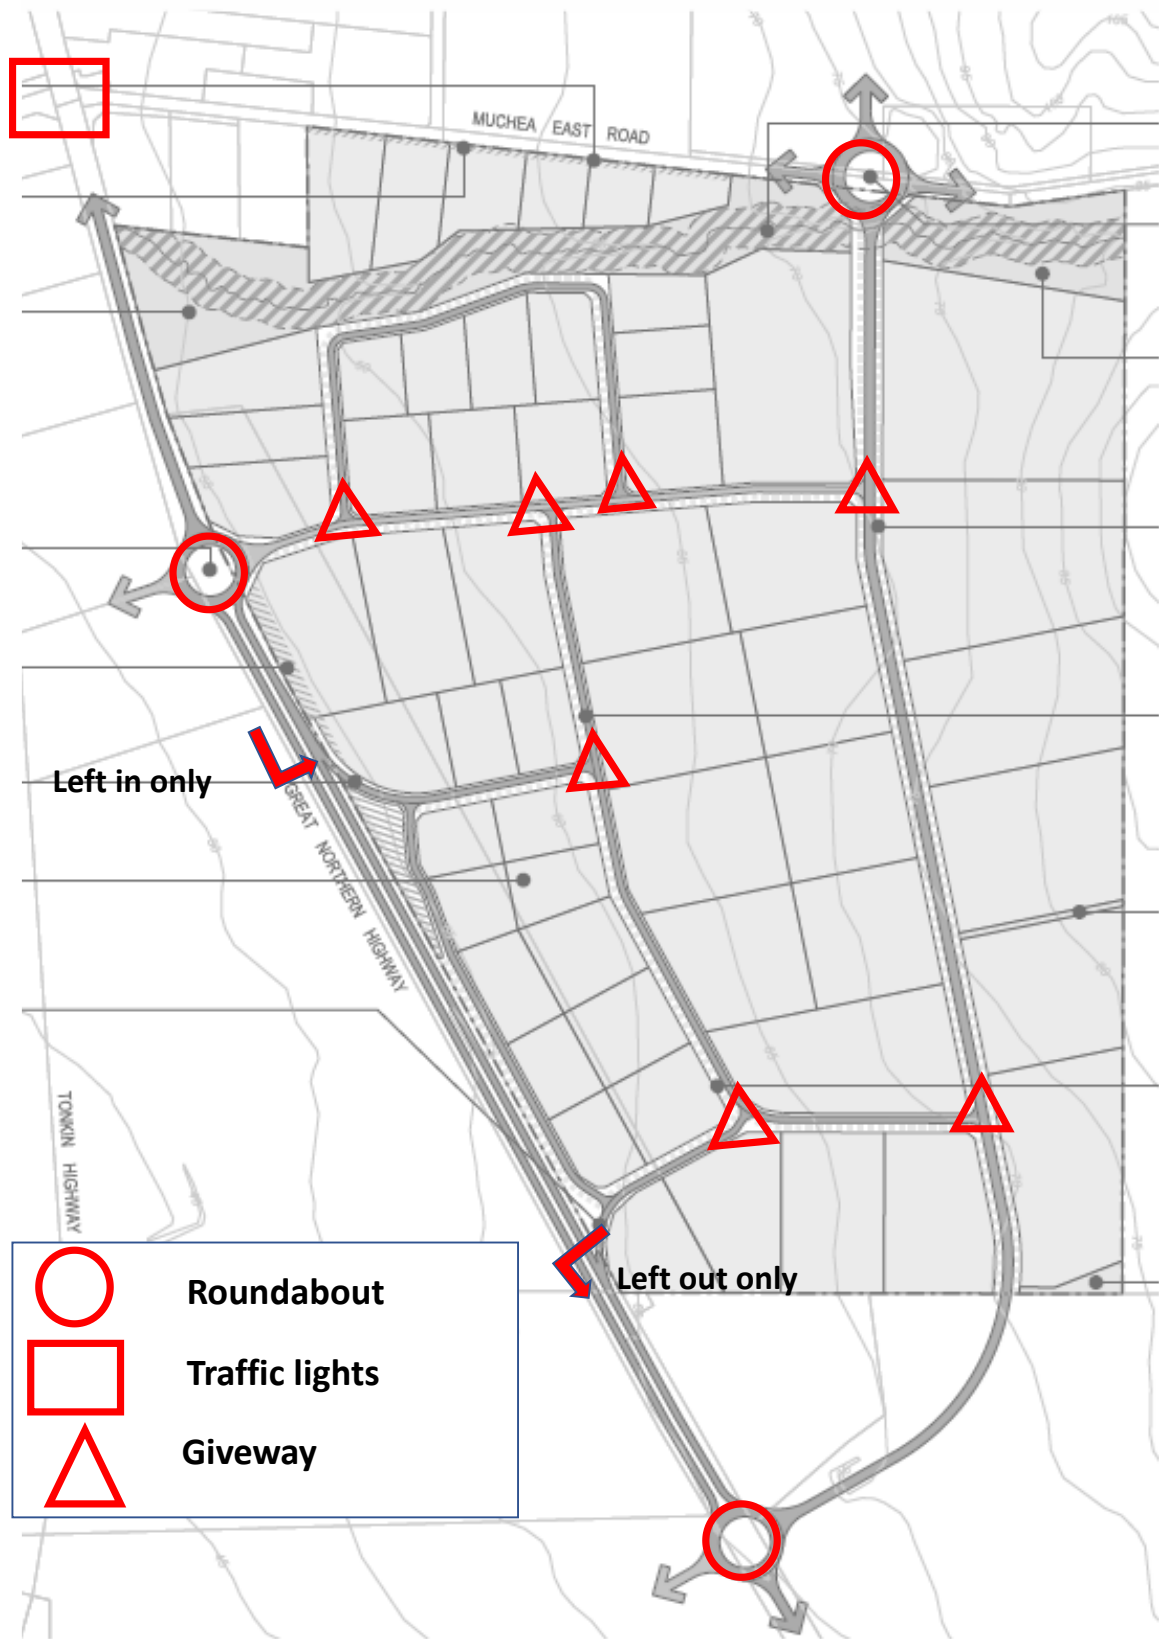 MUCHEA EAST ROAD
Left in only
GREAT NORTHERN HIGHWAY
TONKIN HIGHWAY
Left out only
Roundabout
Traffic lights
Giveway